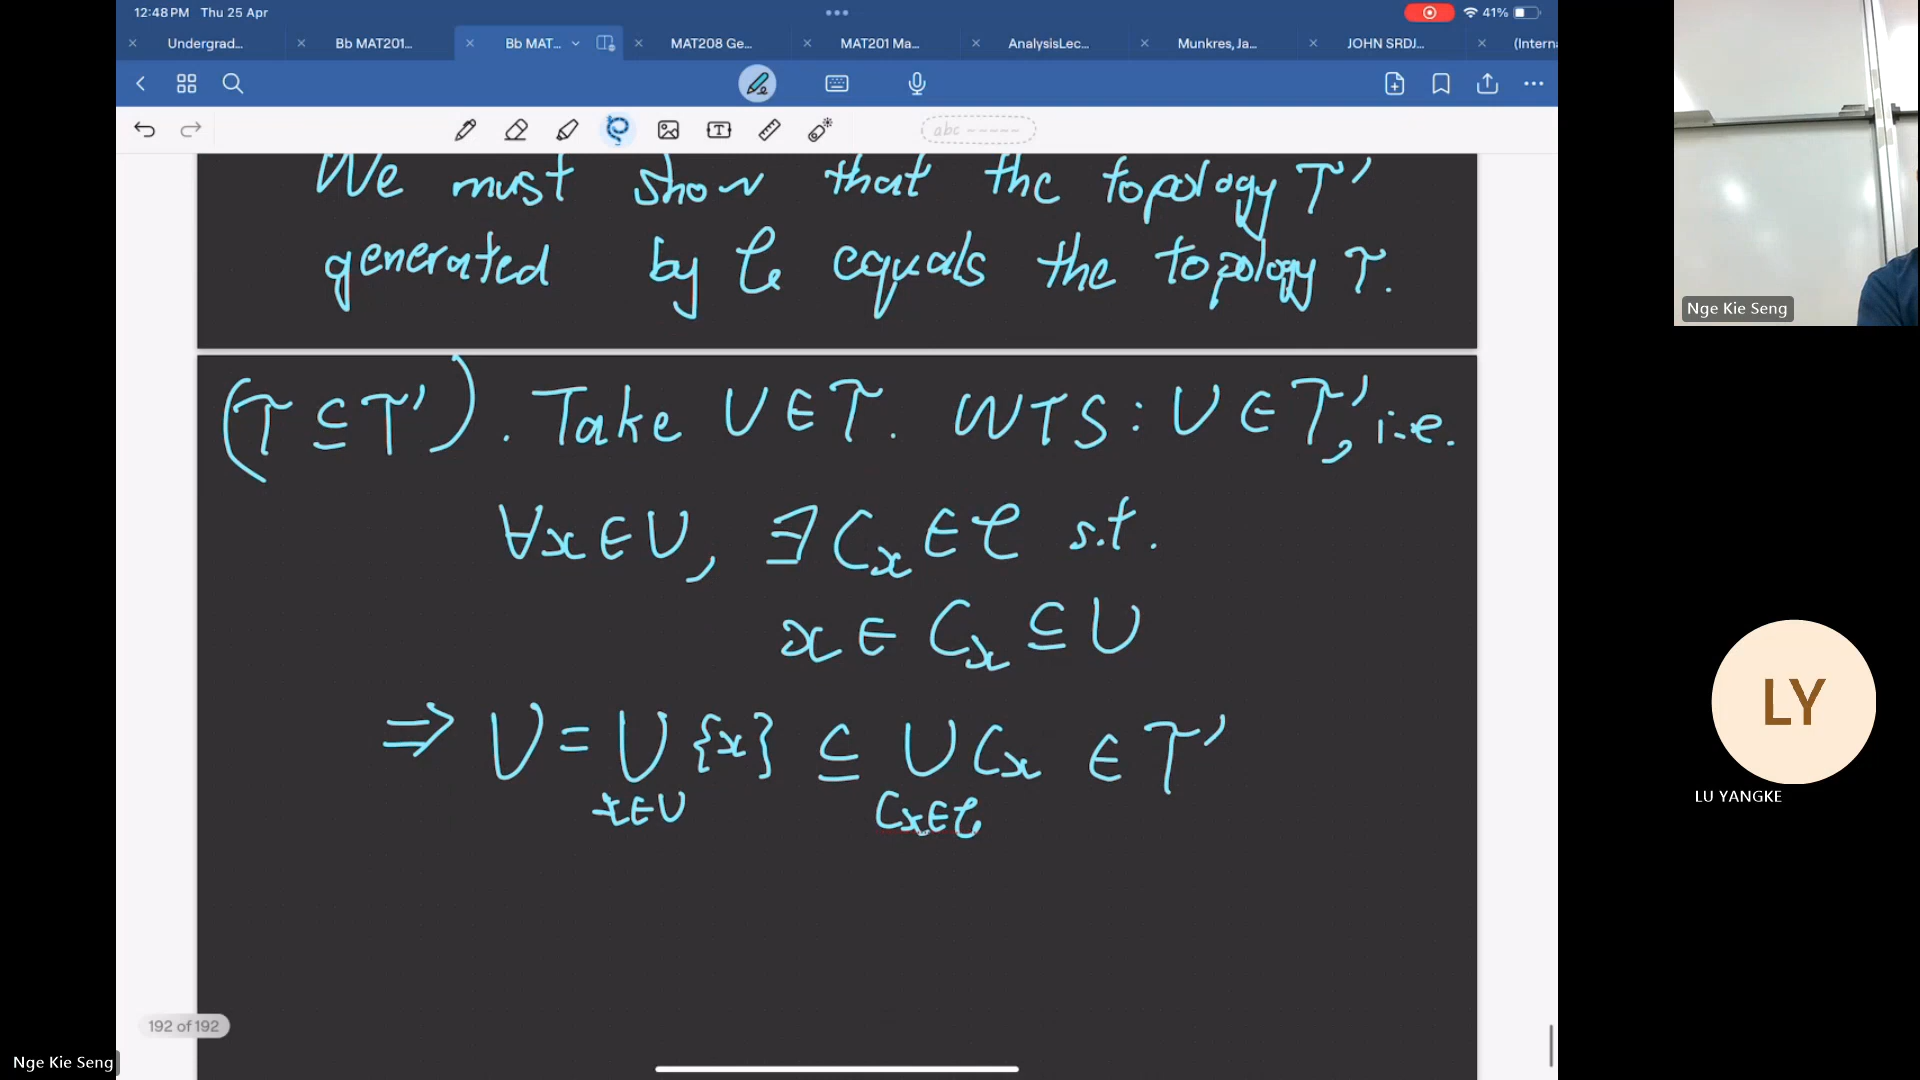 12:48 PM Thu 25 Apr
41%
Undergrad...
Bb MAT201...
Bb MAT...
MAT208 Ge...
MAT201 Ma...
AnalysisLec...
Munkres, Ja...
JOHN SRDJ...
(Interna
abc
We must show that the topology T'
generated by 𝒞 equals the topology T.
(T ⊆ T'). Take U ∈ T. WTS: U ∈ T', i.e.
∀x ∈ U, ∃ Cₓ ∈ 𝒞 s.t.
x ∈ Cₓ ⊆ U
⇒ U = ∪ {x} ⊆ ∪ Cₓ ∈ T'
x∈U Cₓ∈𝒞
192 of 192
Nge Kie Seng
Nge Kie Seng
LY
LU YANGKE